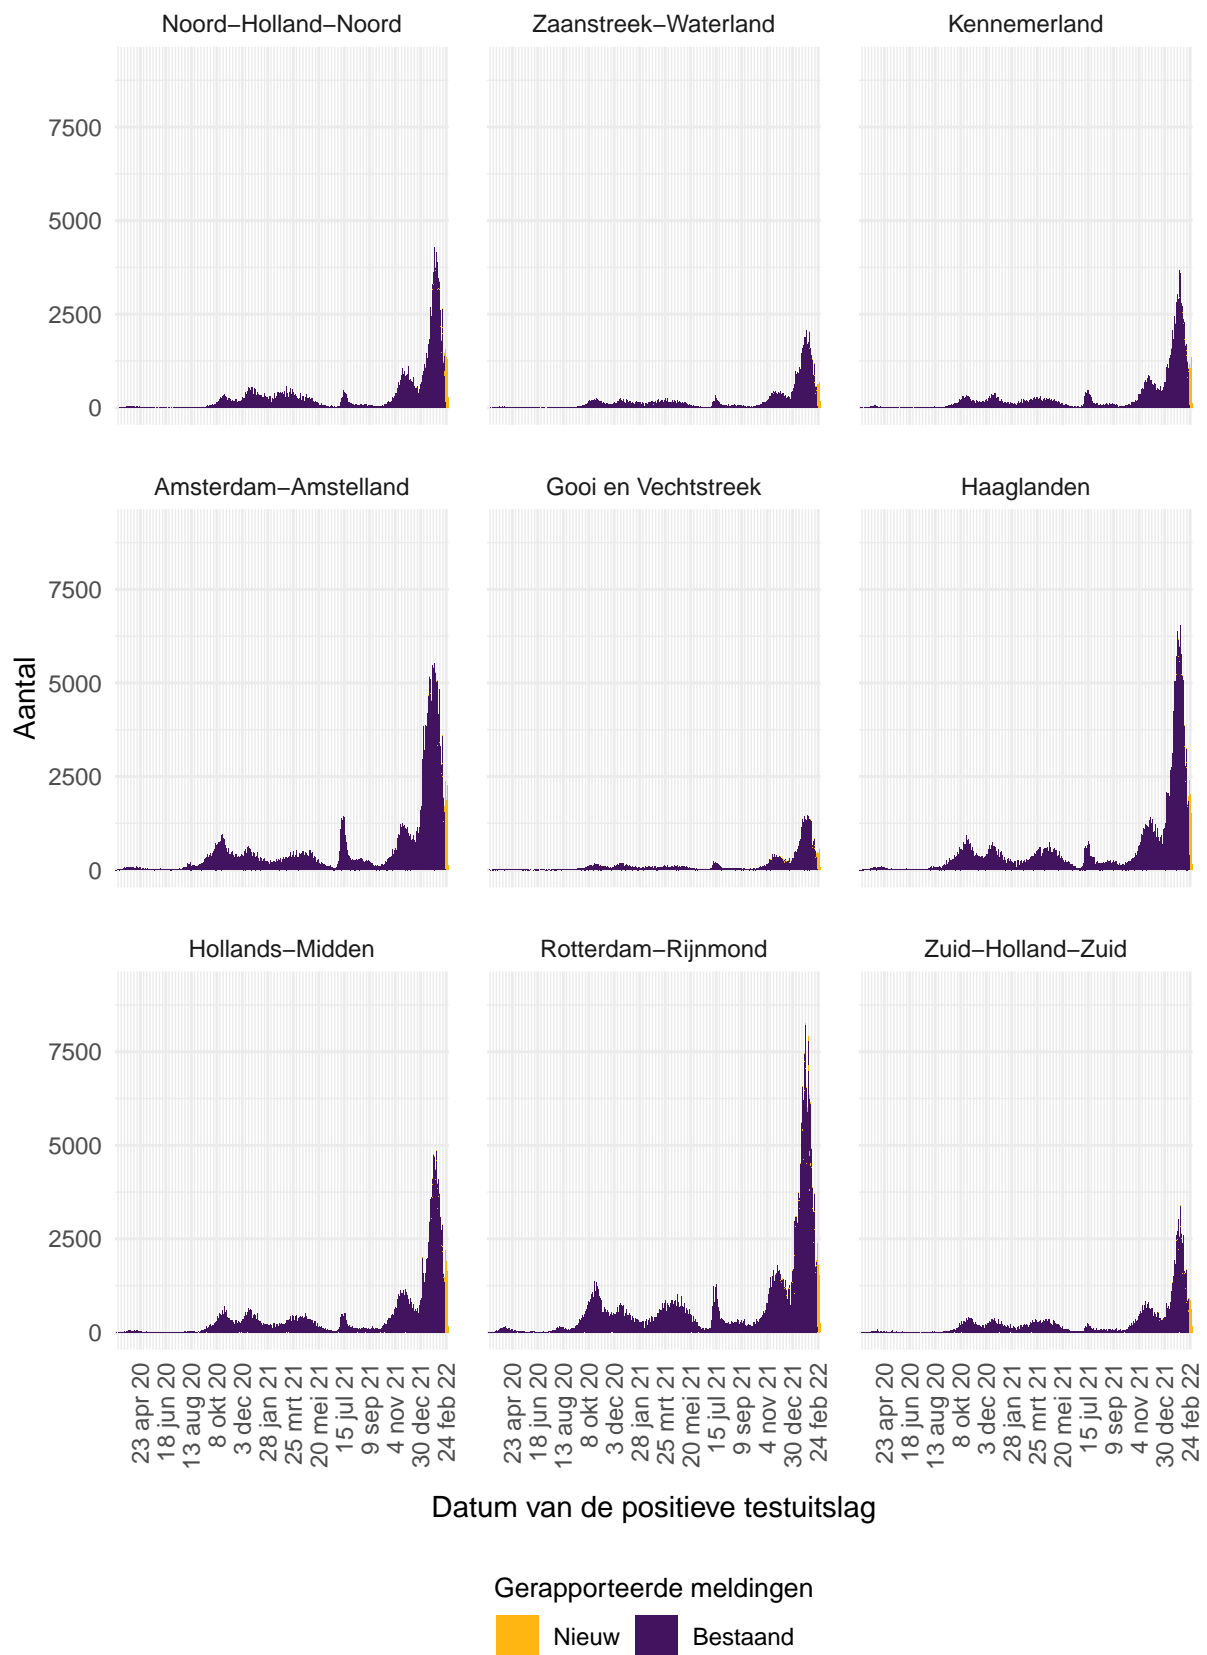 Noord−Holland−Noord
Zaanstreek−Waterland
Kennemerland
7500
5000
2500
0
Amsterdam−Amstelland
Gooi en Vechtstreek
Haaglanden
7500
5000
2500
0
Aantal
Hollands−Midden
Rotterdam−Rijnmond
Zuid−Holland−Zuid
7500
5000
2500
0
23 apr 20
18 jun 20
13 aug 20
8 okt 20
3 dec 20
28 jan 21
25 mrt 21
20 mei 21
15 jul 21
9 sep 21
4 nov 21
30 dec 21
24 feb 22
23 apr 20
18 jun 20
13 aug 20
8 okt 20
3 dec 20
28 jan 21
25 mrt 21
20 mei 21
15 jul 21
9 sep 21
4 nov 21
30 dec 21
24 feb 22
23 apr 20
18 jun 20
13 aug 20
8 okt 20
3 dec 20
28 jan 21
25 mrt 21
20 mei 21
15 jul 21
9 sep 21
4 nov 21
30 dec 21
24 feb 22
Datum van de positieve testuitslag
Gerapporteerde meldingen
Nieuw
Bestaand